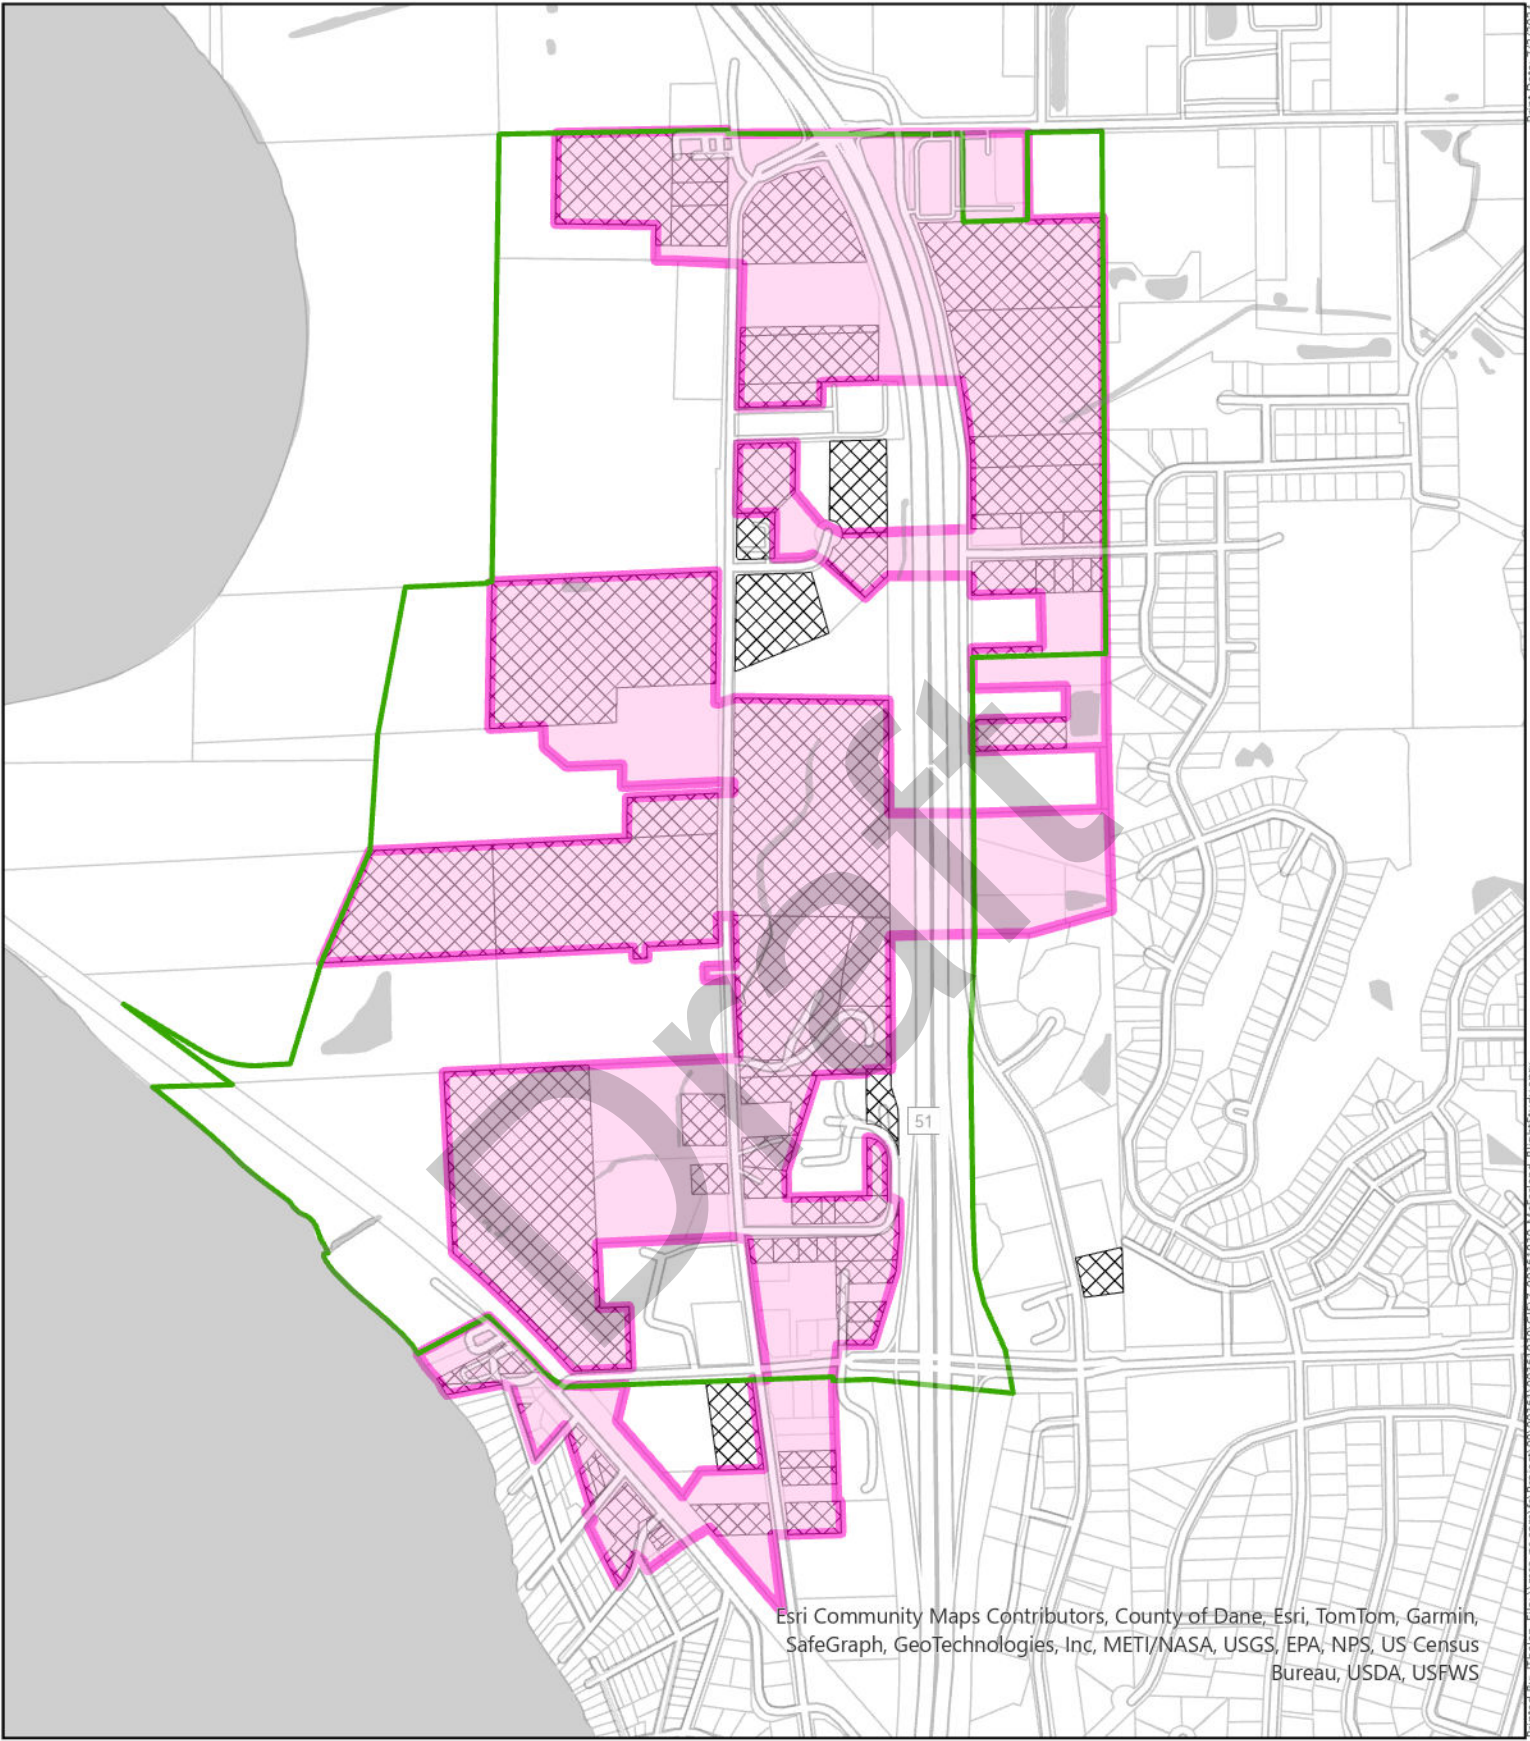 Draft
51
Esri Community Maps Contributors, County of Dane, Esri, TomTom, Garmin,
SafeGraph, GeoTechnologies, Inc, METI/NASA, USGS, EPA, NPS, US Census
Bureau, USDA, USFWS